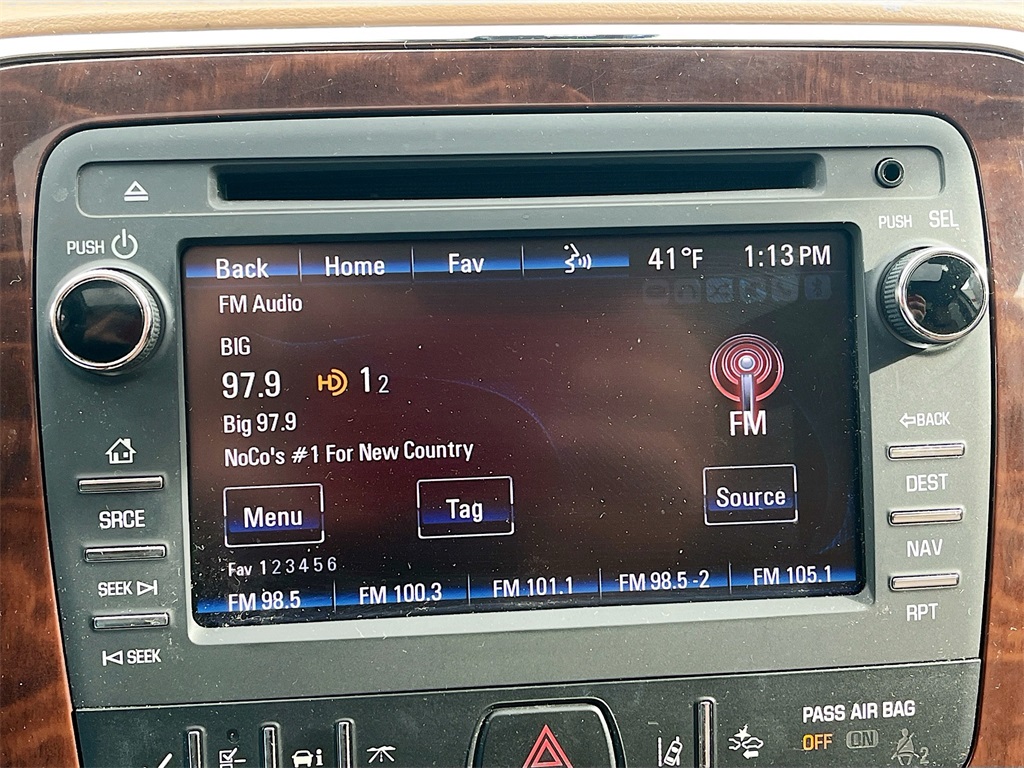 PUSH
PUSH SEL
Back Home Fav 41°F 1:13 PM
FM Audio
BIG
97.9 HD 1 2
FM
Big 97.9
NoCo's #1 For New Country
Menu Tag Source
Fav 1 2 3 4 5 6
FM 98.5 FM 100.3 FM 101.1 FM 98.5 -2 FM 105.1
SRCE
SEEK
SEEK
BACK
DEST
NAV
RPT
PASS AIR BAG
OFF ON 2